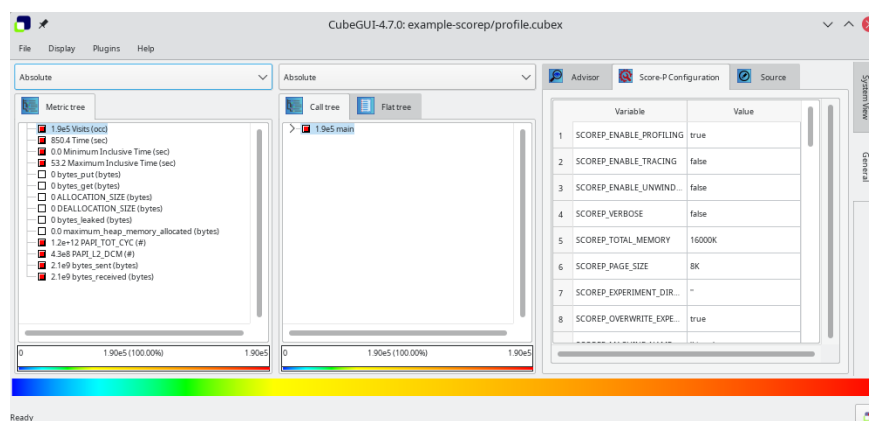 CubeGUI-4.7.0: example-scorep/profile.cubex
File Display Plugins Help
Absolute
Metric tree
1.9e5 Visits (occ)
850.4 Time (sec)
0.0 Minimum Inclusive Time (sec)
53.2 Maximum Inclusive Time (sec)
0 bytes_put (bytes)
0 bytes_get (bytes)
0 ALLOCATION_SIZE (bytes)
0 DEALLOCATION_SIZE (bytes)
0 bytes_leaked (bytes)
0.0 maximum_heap_memory_allocated (bytes)
1.2e+12 PAPI_TOT_CYC (#)
4.3e8 PAPI_L2_DCM (#)
2.1e9 bytes_sent (bytes)
2.1e9 bytes_received (bytes)
0 1.90e5 (100.00%) 1.90e5
Absolute
Call tree Flat tree
1.9e5 main
0 1.90e5 (100.00%) 1.90e5
Advisor Score-P Configuration Source
Variable Value
1 SCOREP_ENABLE_PROFILING true
2 SCOREP_ENABLE_TRACING false
3 SCOREP_ENABLE_UNWIND... false
4 SCOREP_VERBOSE false
5 SCOREP_TOTAL_MEMORY 16000K
6 SCOREP_PAGE_SIZE 8K
7 SCOREP_EXPERIMENT_DIR... ""
8 SCOREP_OVERWRITE_EXPE... true
System View
General
Ready